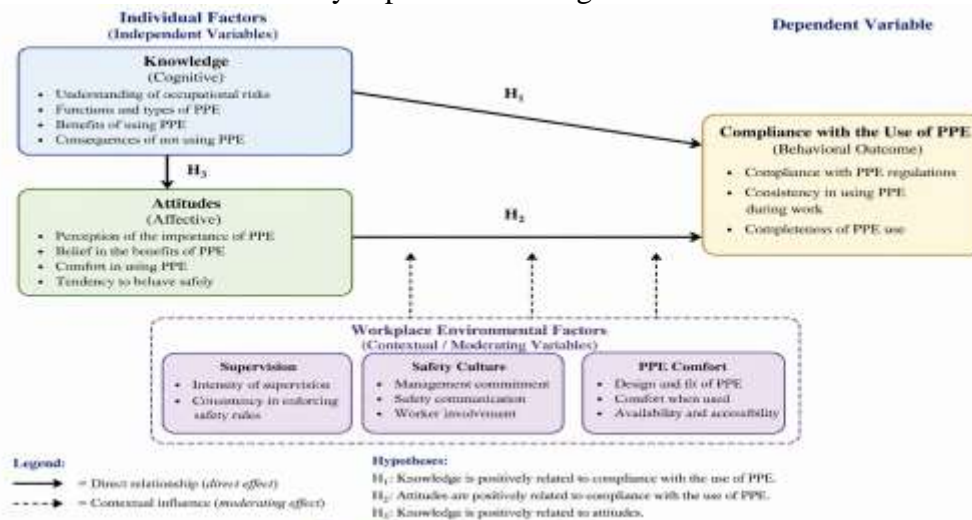 Individual Factors
(Independent Variables)
Dependent Variable
Knowledge
(Cognitive)
• Understanding of occupational risks
• Functions and types of PPE
• Benefits of using PPE
• Consequences of not using PPE
H₁
H₃
Compliance with the Use of PPE
(Behavioral Outcome)
• Compliance with PPE regulations
• Consistency in using PPE
during work
• Completeness of PPE use
Attitudes
(Affective)
• Perception of the importance of PPE
• Belief in the benefits of PPE
• Comfort in using PPE
• Tendency to behave safely
H₂
Workplace Environmental Factors
(Contextual / Moderating Variables)
Supervision
• Intensity of supervision
• Consistency in enforcing
safety rules
Safety Culture
• Management commitment
• Safety communication
• Worker involvement
PPE Comfort
• Design and fit of PPE
• Comfort when used
• Availability and accessibility
Legend:
= Direct relationship (direct effect)
= Contextual influence (moderating effect)
Hypotheses:
H₁: Knowledge is positively related to compliance with the use of PPE.
H₂: Attitudes are positively related to compliance with the use of PPE.
H₃: Knowledge is positively related to attitudes.